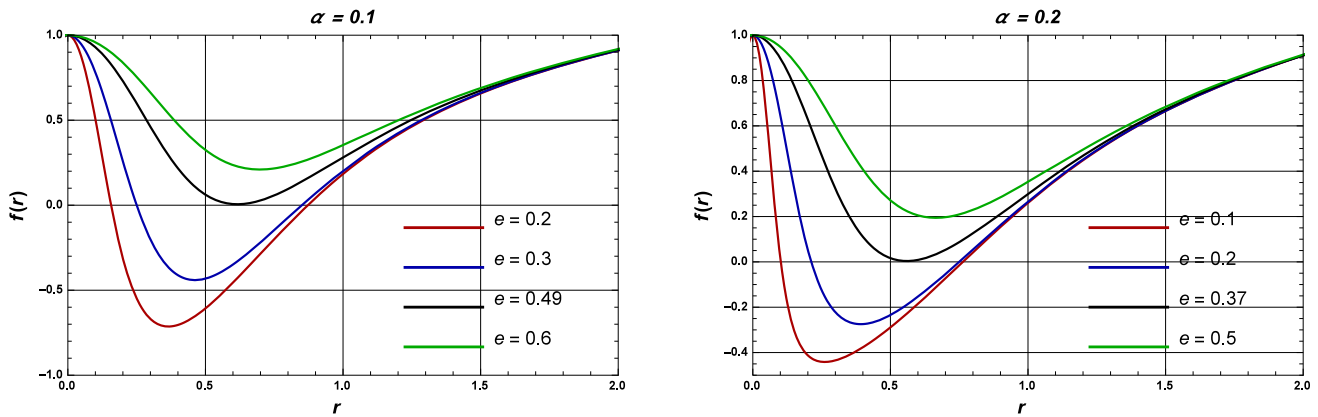 α = 0.1
1.0
0.5
0.0
−0.5
−1.0
f(r)
e = 0.2
e = 0.3
e = 0.49
e = 0.6
0.0 0.5 1.0 1.5 2.0
r
α = 0.2
1.0
0.8
0.6
0.4
0.2
0.0
−0.2
−0.4
f(r)
e = 0.1
e = 0.2
e = 0.37
e = 0.5
0.0 0.5 1.0 1.5 2.0
r